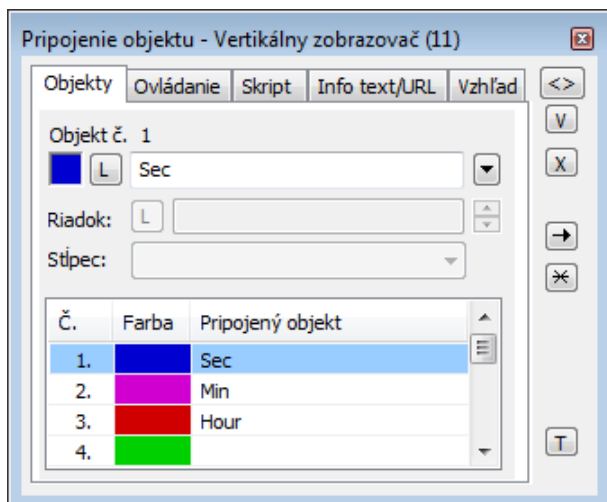 Pripojenie objektu - Vertikálny zobrazovač (11)
Objekty Ovládanie Skript Info text/URL Vzhľad <>
V
Objekt č. 1
L Sec X
Riadok: L
Stĺpec:
Č. Farba Pripojený objekt
1. Sec
2. Min
3. Hour
4.
T